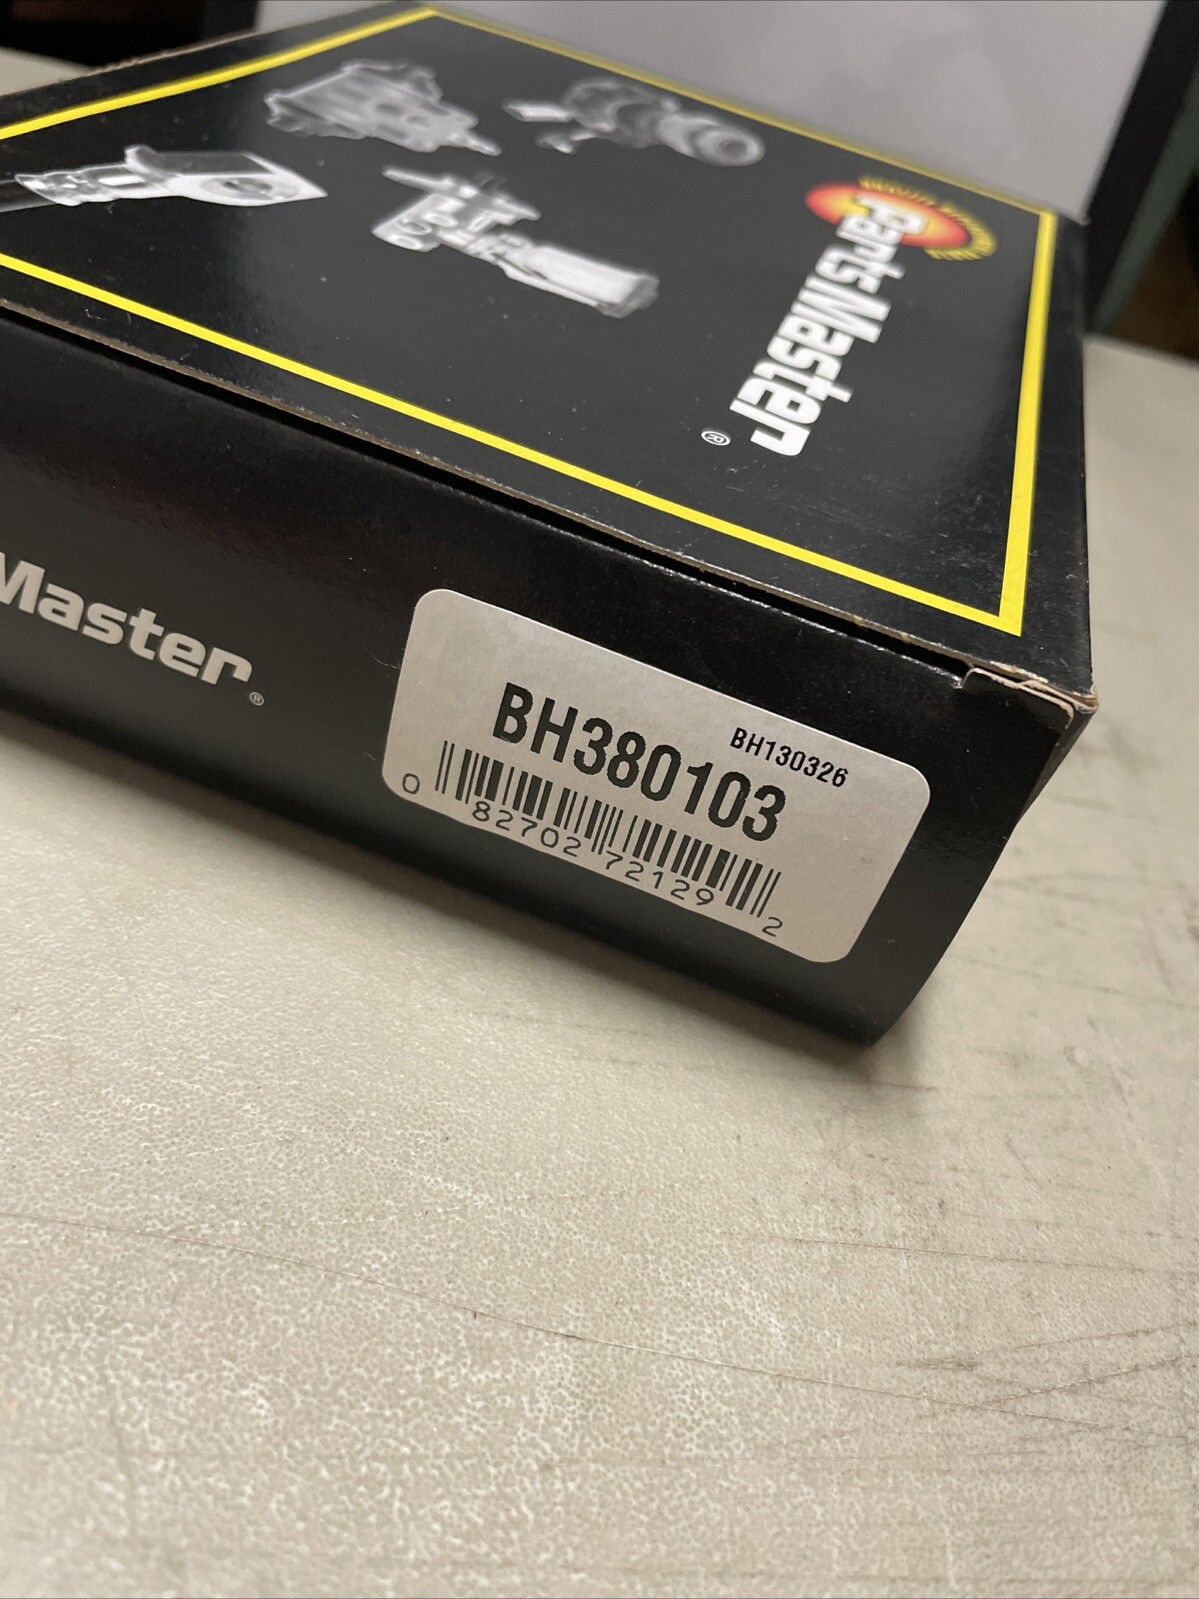 PartsMaster
®
Master®
BH130326
BH380103
0 82702 72129 2